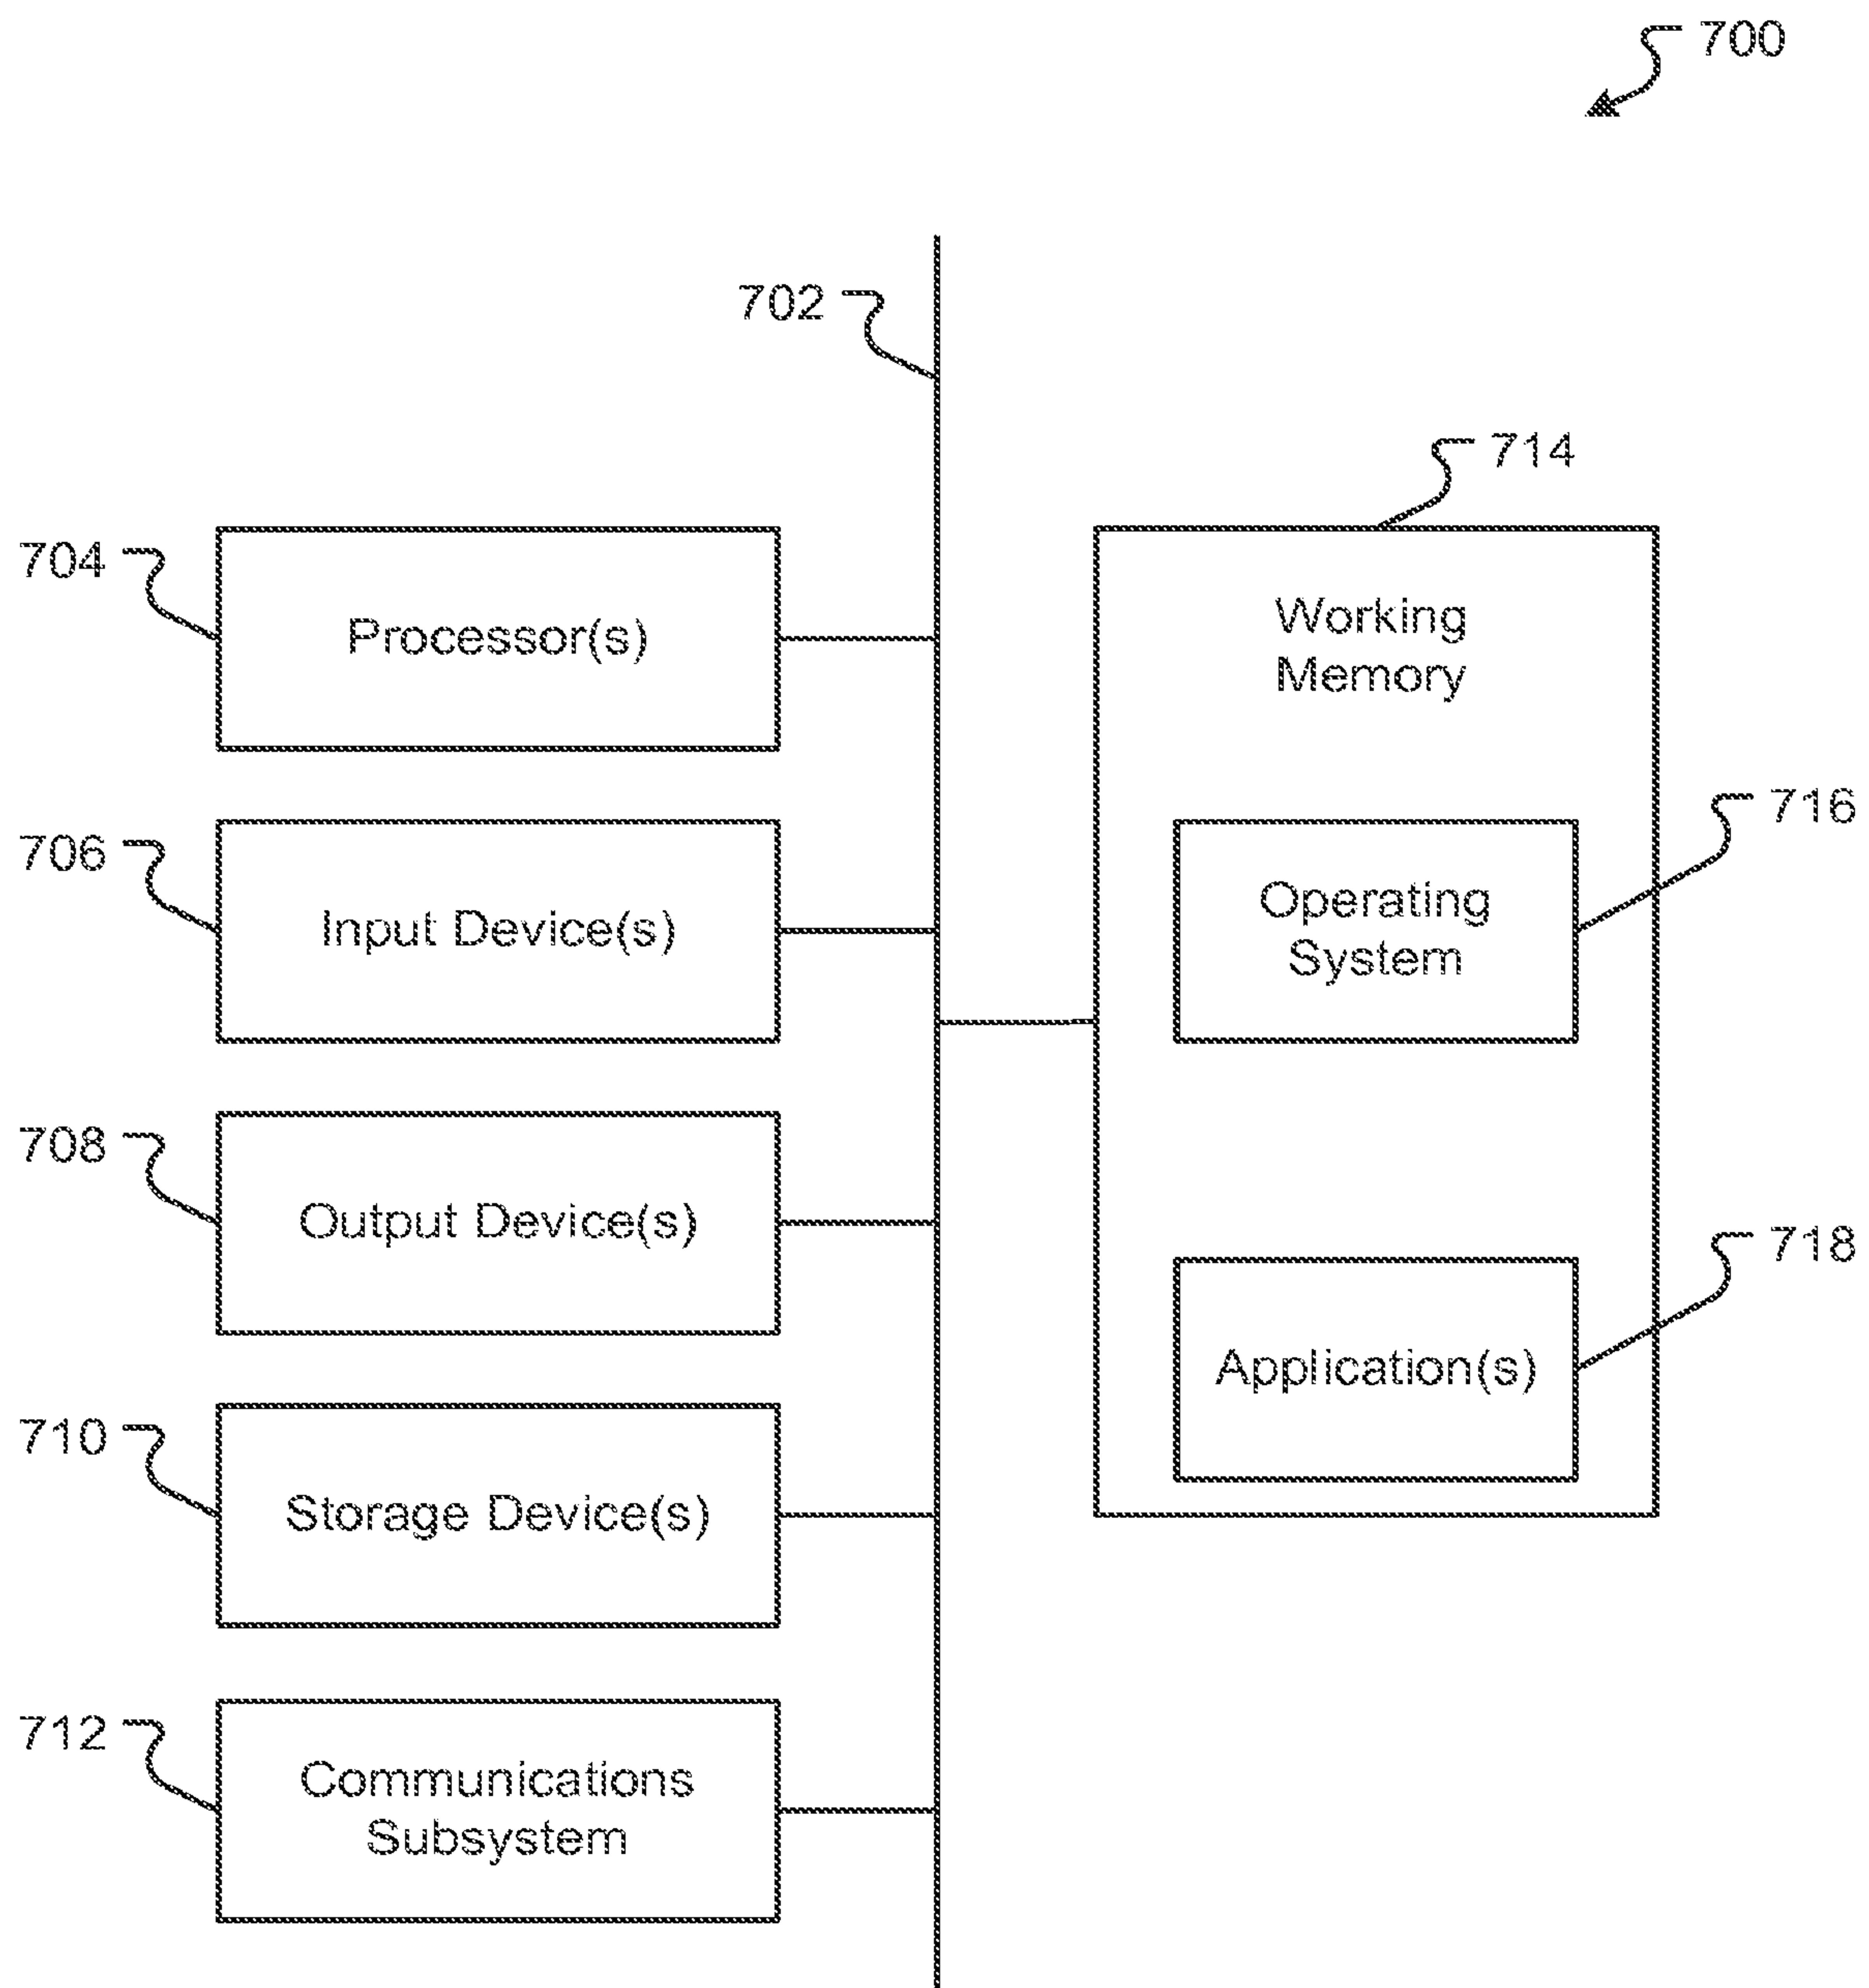 700
702
714
704
Processor(s)
Working
Memory
716
706
Input Device(s)
Operating
System
708
Output Device(s)
718
Application(s)
710
Storage Device(s)
712
Communications
Subsystem